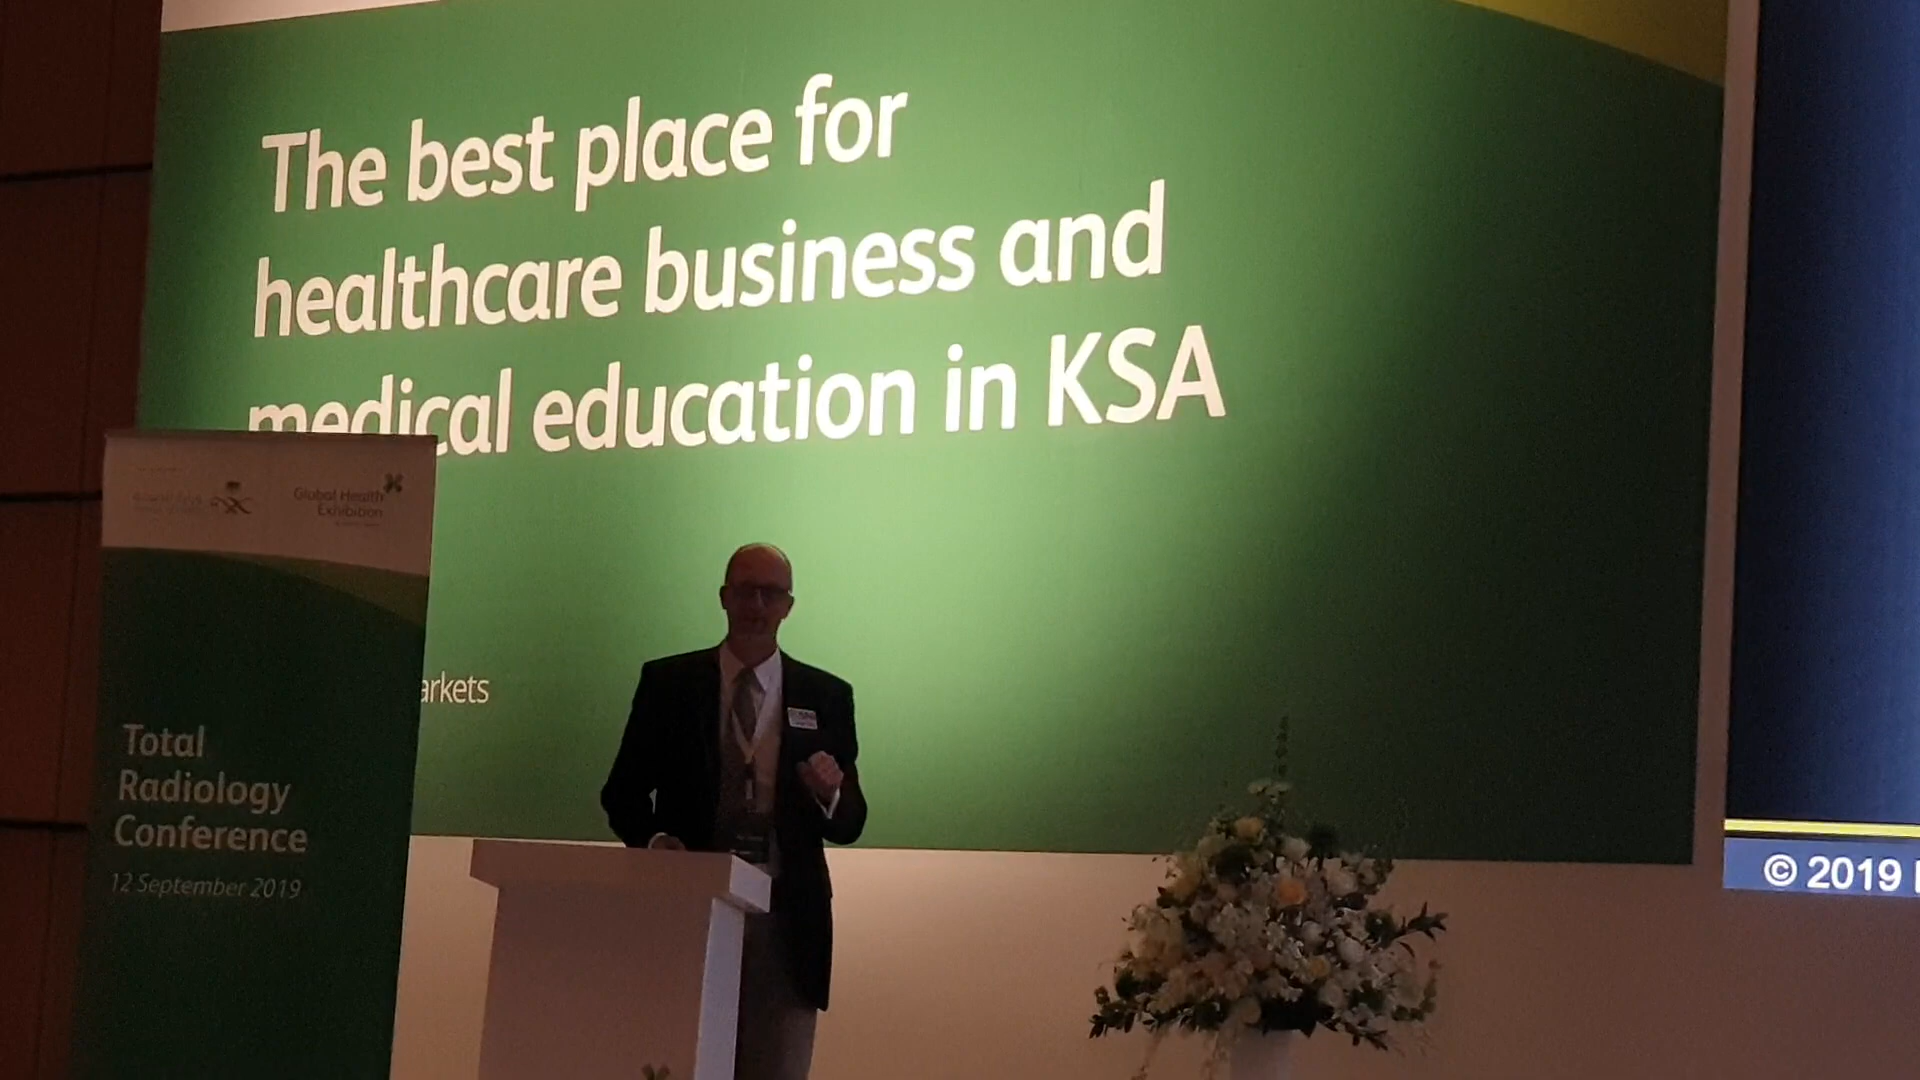 The best place for
healthcare business and
medical education in KSA
Global Health
Exhibition
arkets
Total
Radiology
Conference
12 September 2019
© 2019